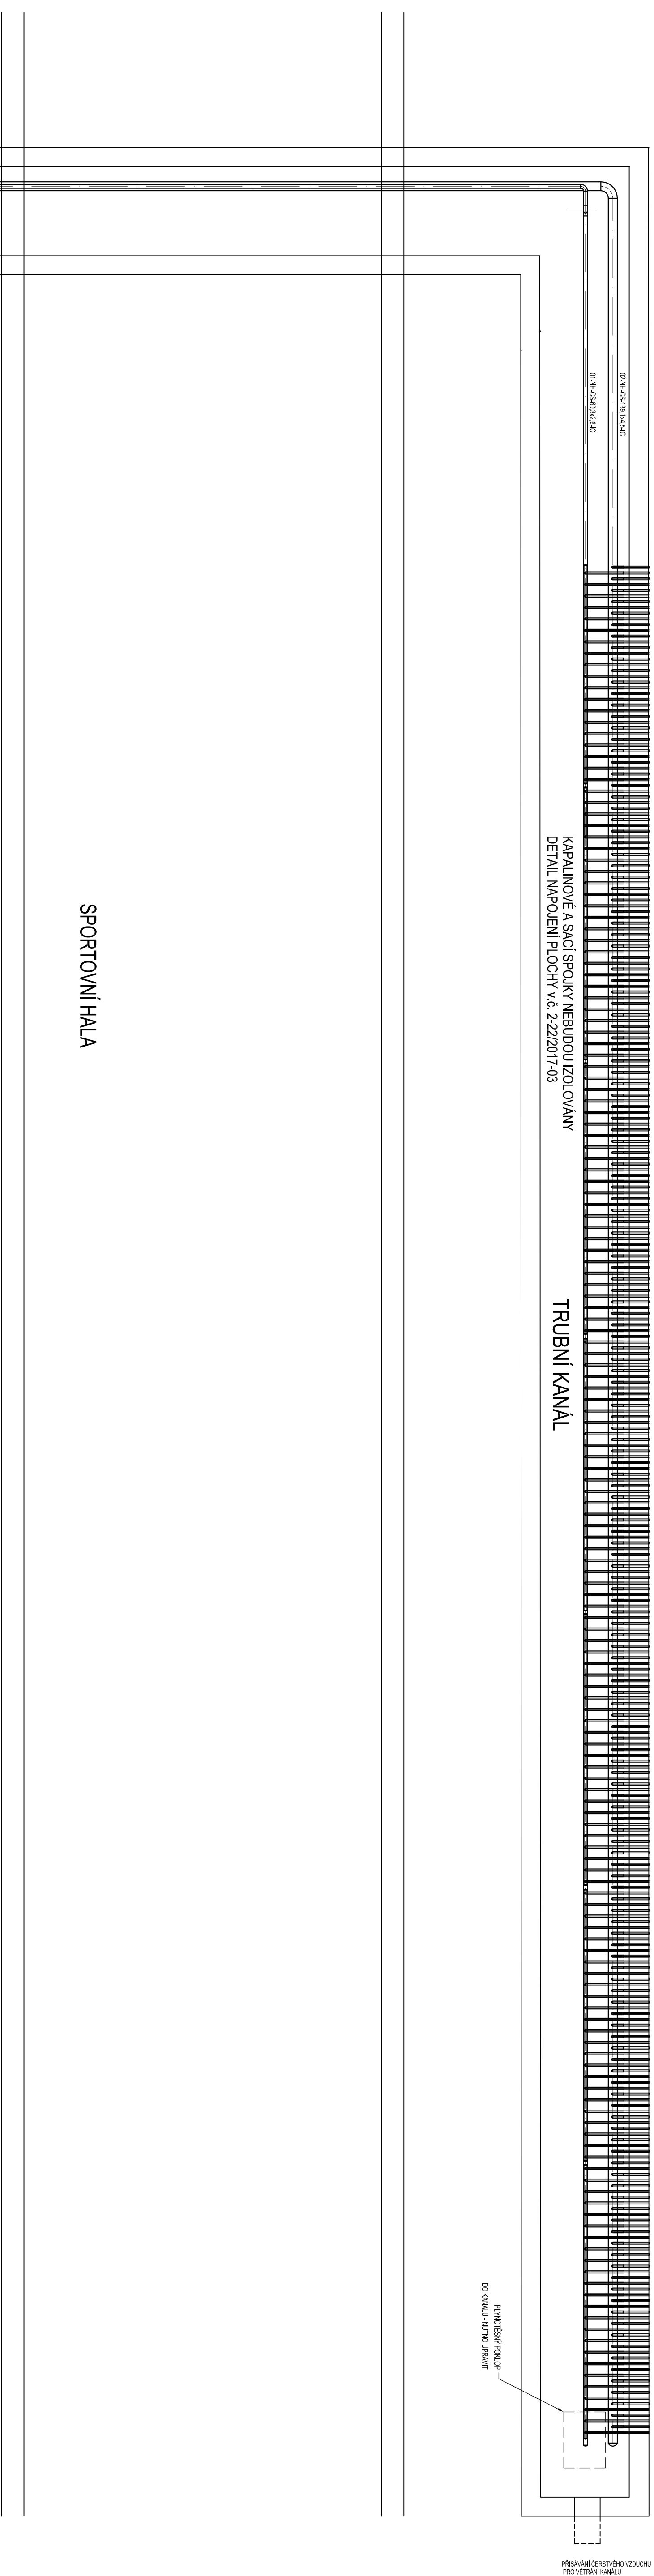 02-NH-CS-139,1x4,5-IC
01-NH-CS-60,3x2,6-IC
KAPALINOVÉ A SACÍ SPOJKY NEBUDOU IZOLOVÁNY
DETAIL NAPOJENÍ PLOCHY v.č. 2-22/2017-03
SPORTOVNÍ HALA
TRUBNÍ KANÁL
PLYNOTĚSNÝ POKLOP
DO KANÁLU - NUTNO UPRAVIT
PŘISÁVÁNÍ ČERSTVÉHO VZDUCHU
PRO VĚTRÁNÍ KANÁLU